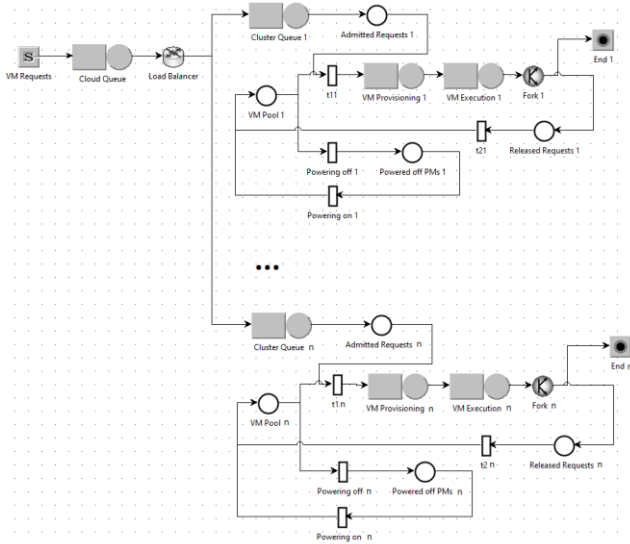 S
VM Requests
Cloud Queue
Load Balancer
Cluster Queue 1
Admitted Requests 1
End 1
VM Pool 1
t11
VM Provisioning 1
VM Execution 1
Fork 1
t21
Released Requests 1
Powering off 1
Powered off PMs 1
Powering on 1
...
Cluster Queue n
Admitted Requests n
End n
VM Pool n
t1.n
VM Provisioning n
VM Execution n
Fork n
t2 n
Released Requests n
Powering off n
Powered off PMs n
Powering on n